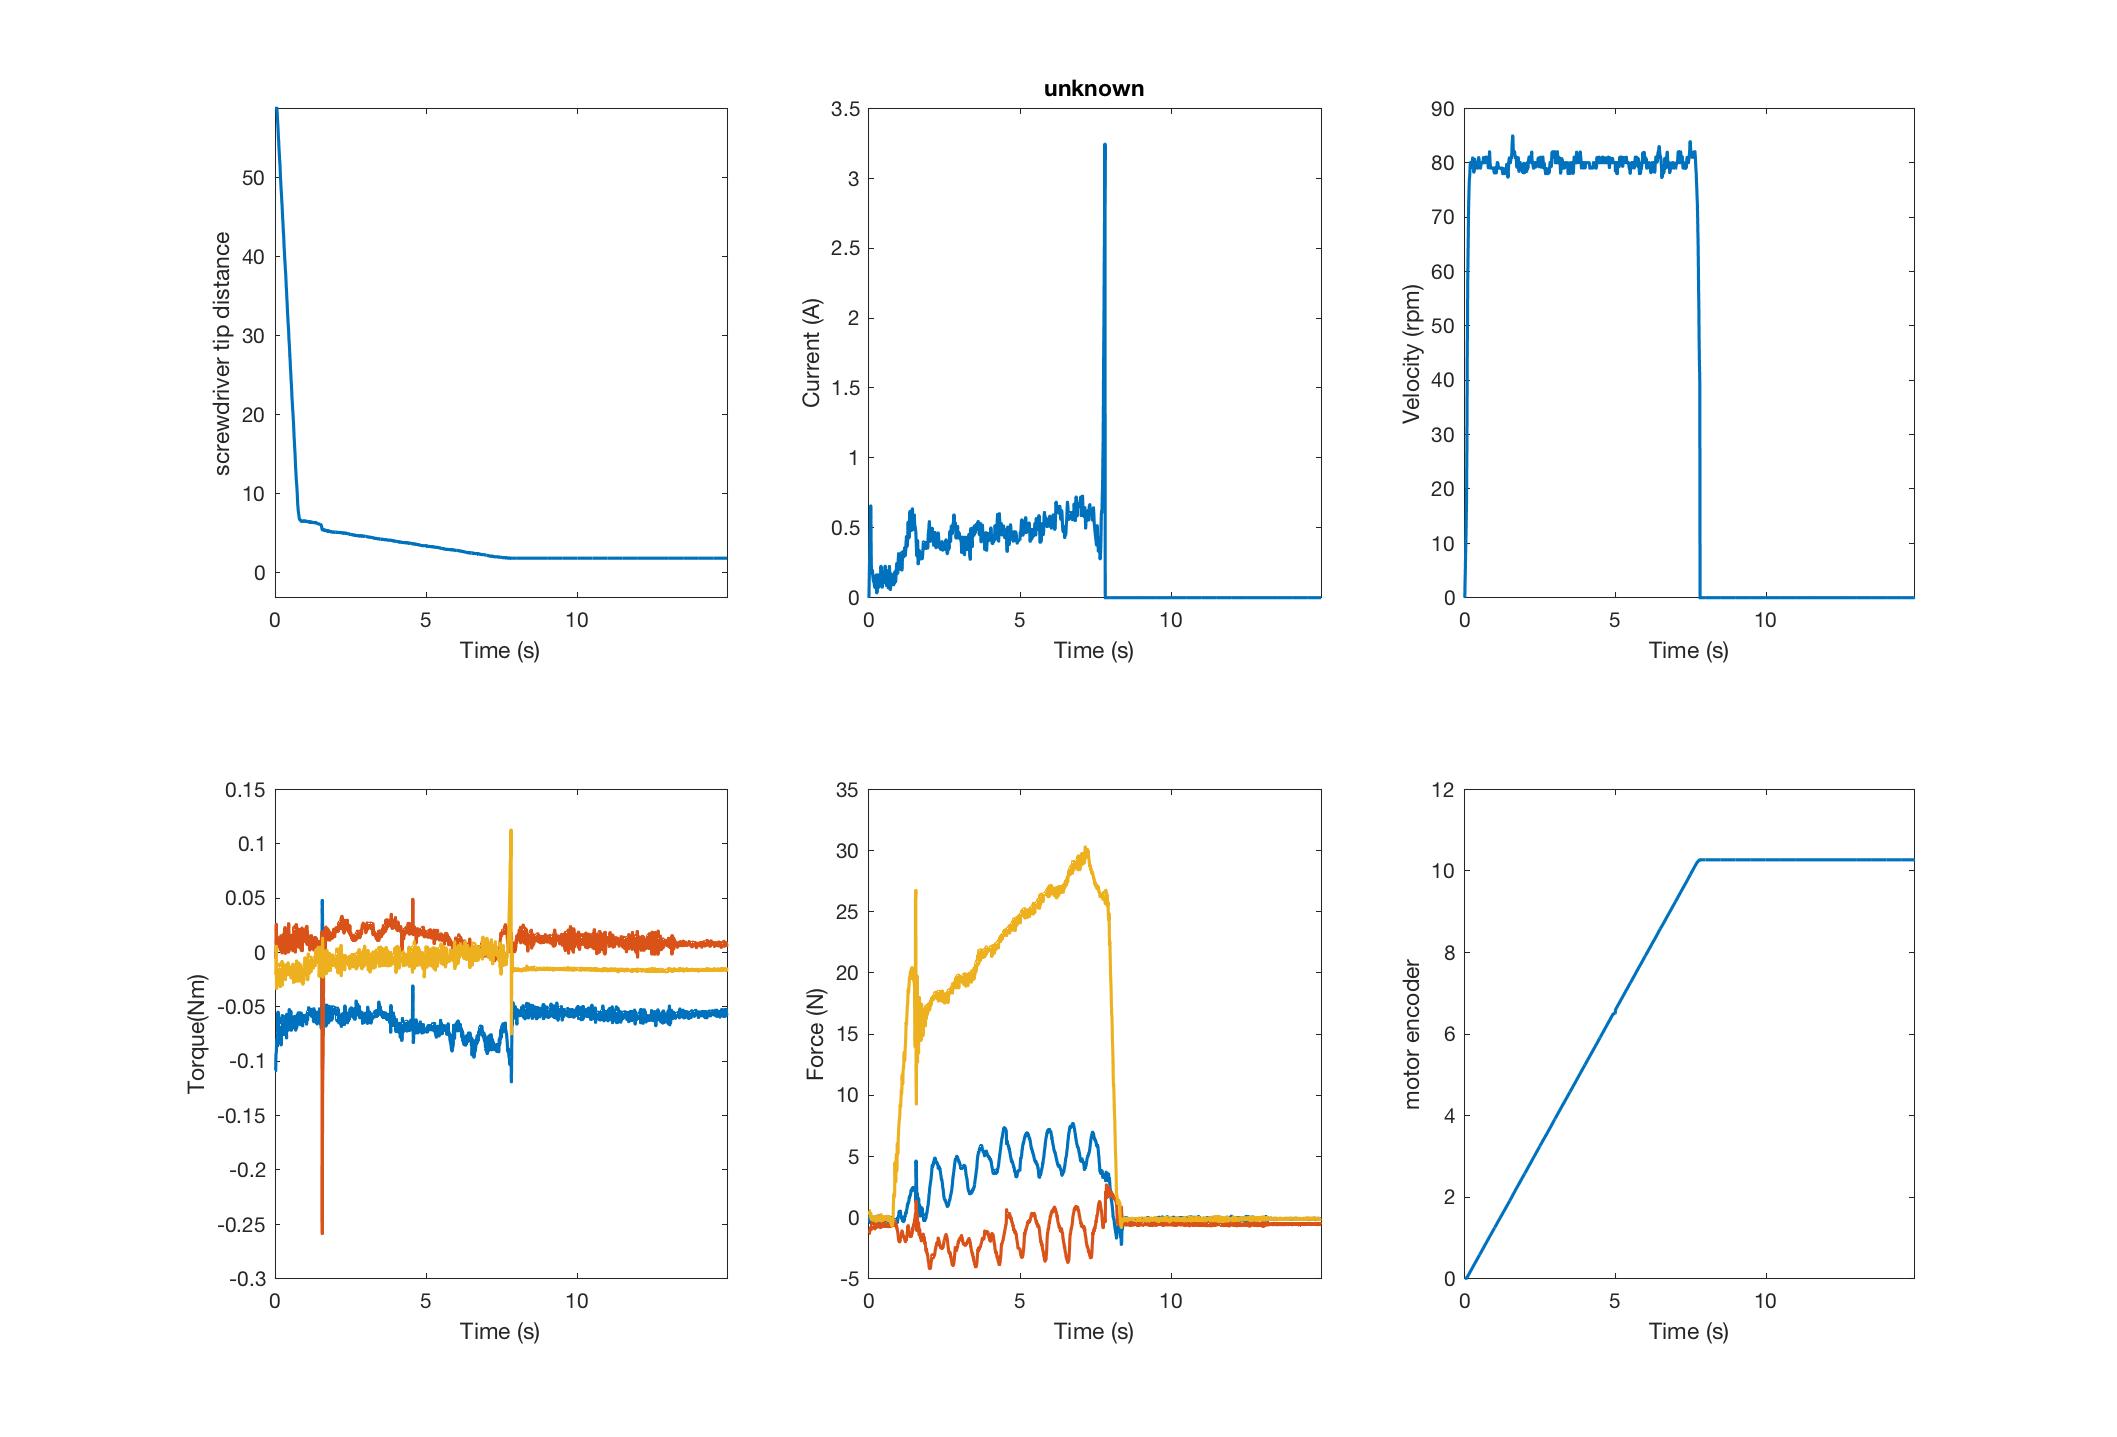 unknown
50
40
30
20
10
0
screwdriver tip distance
0 5 10
Time (s)
3.5
3
2.5
2
1.5
1
0.5
0
Current (A)
0 5 10
Time (s)
90
80
70
60
50
40
30
20
10
0
Velocity (rpm)
0 5 10
Time (s)
0.15
0.1
0.05
0
-0.05
-0.1
-0.15
-0.2
-0.25
-0.3
Torque(Nm)
0 5 10
Time (s)
35
30
25
20
15
10
5
0
-5
Force (N)
0 5 10
Time (s)
12
10
8
6
4
2
0
motor encoder
0 5 10
Time (s)